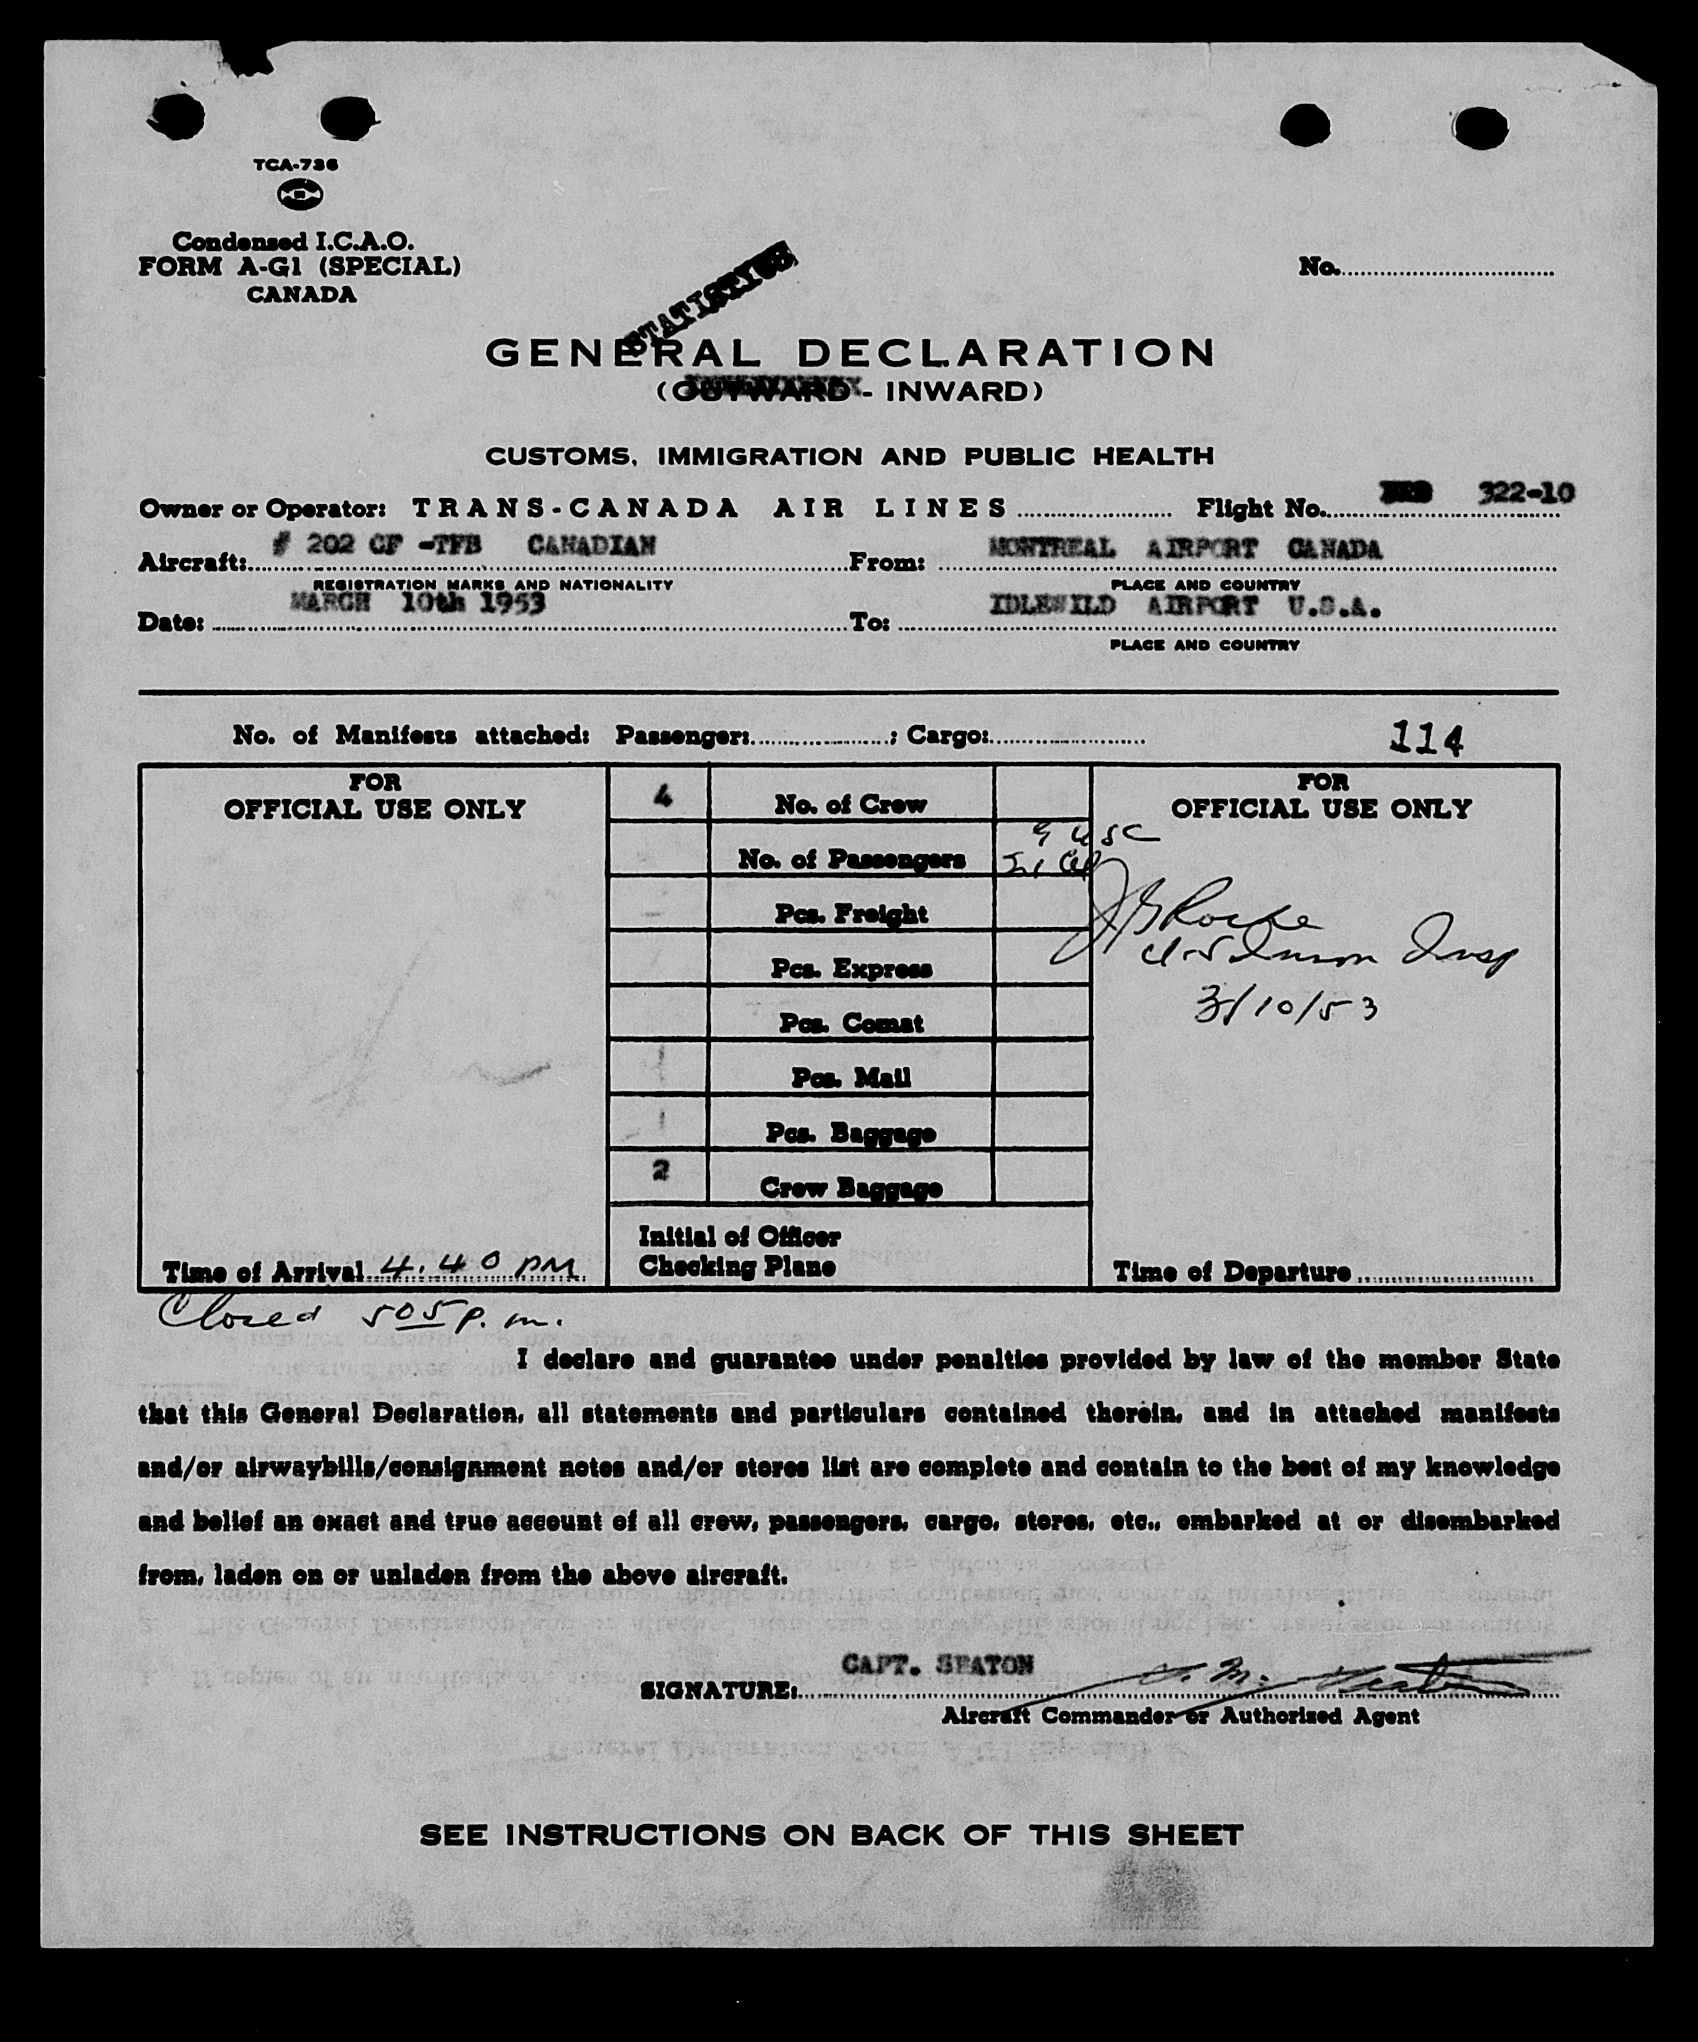 TCA-736
Condensed I.C.A.O.
FORM A-G1 (SPECIAL)
CANADA
No.
STATISTICS
GENERAL DECLARATION
(OUTWARD - INWARD)
CUSTOMS, IMMIGRATION AND PUBLIC HEALTH
Owner or Operator: TRANS-CANADA AIR LINES Flight No. 322-10
Aircraft: # 202 CF -TFB CANADIAN From: MONTREAL AIRPORT CANADA
REGISTRATION MARKS AND NATIONALITY PLACE AND COUNTRY
Date: MARCH 10th 1953 To: IDLEWILD AIRPORT U.S.A.
PLACE AND COUNTRY
No. of Manifests attached: Passenger: ; Cargo: 114
FOR
OFFICIAL USE ONLY
4 No. of Crew
No. of Passengers
Pcs. Freight
Pcs. Express
Pcs. Comat
Pcs. Mail
Pcs. Baggage
2 Crew Baggage
Initial of Officer
Checking Plane
FOR
OFFICIAL USE ONLY
9 USC
U.S Immn Insp
3/10/53
Time of Arrival 4.40 PM
Time of Departure
Closed 505 p.m.
I declare and guarantee under penalties provided by law of the member State
that this General Declaration, all statements and particulars contained therein, and in attached manifests
and/or airwaybills/consignment notes and/or stores list are complete and contain to the best of my knowledge
and belief an exact and true account of all crew, passengers, cargo, stores, etc., embarked at or disembarked
from, laden on or unladen from the above aircraft.
CAPT. SEATON
SIGNATURE:
Aircraft Commander or Authorized Agent
SEE INSTRUCTIONS ON BACK OF THIS SHEET